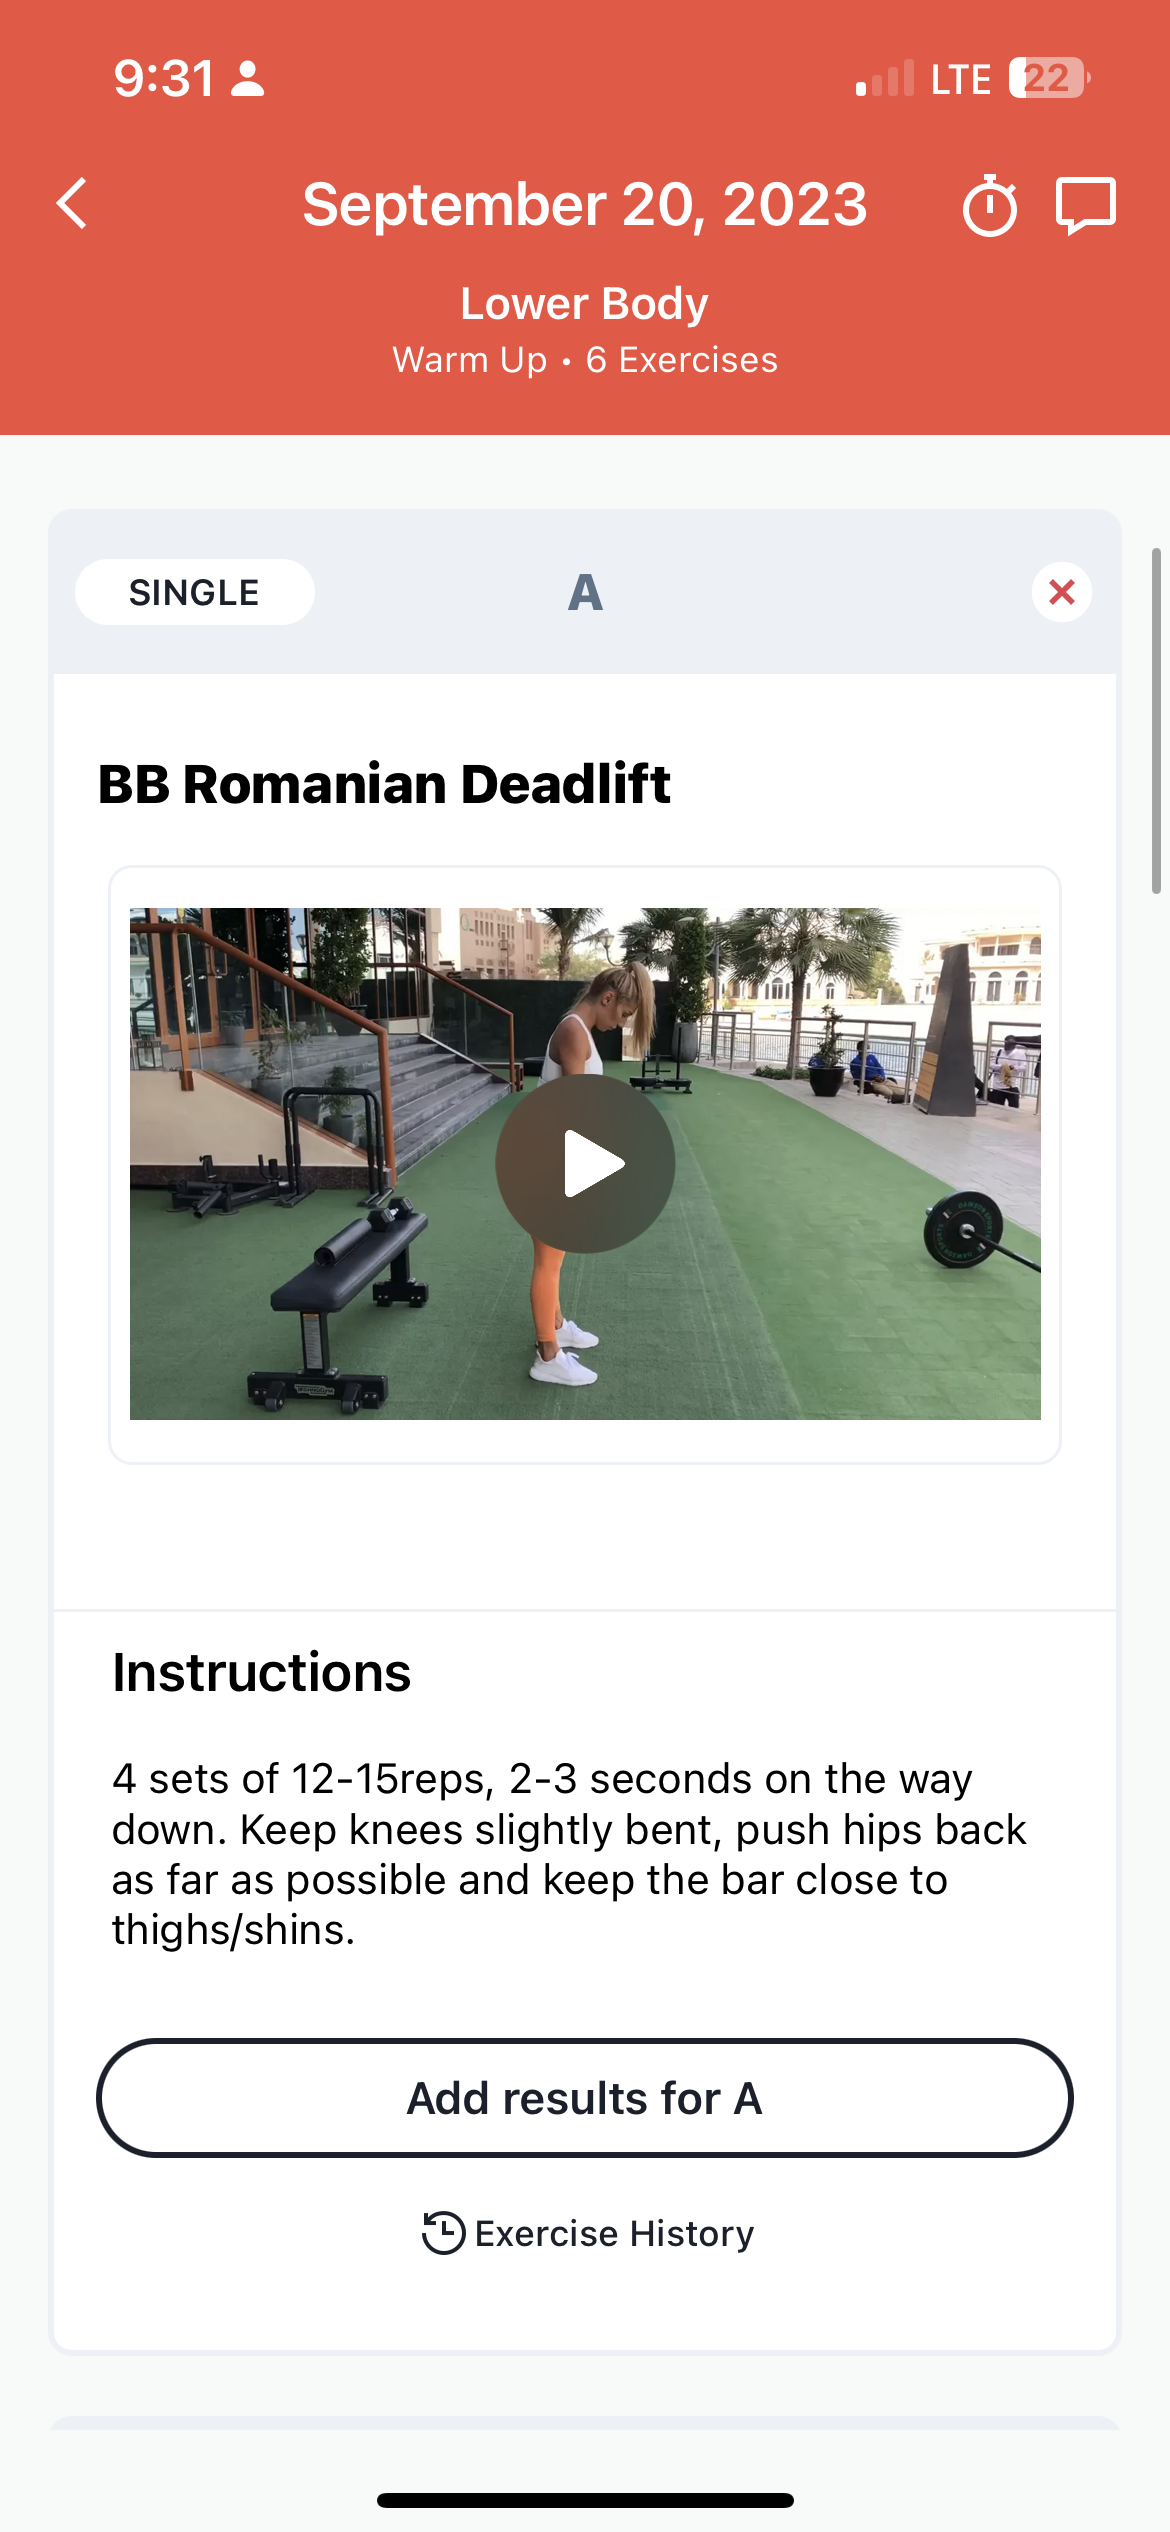 9:31
LTE 22
September 20, 2023
Lower Body
Warm Up • 6 Exercises
SINGLE
A
BB Romanian Deadlift
Instructions
4 sets of 12-15reps, 2-3 seconds on the way
down. Keep knees slightly bent, push hips back
as far as possible and keep the bar close to
thighs/shins.
Add results for A
Exercise History